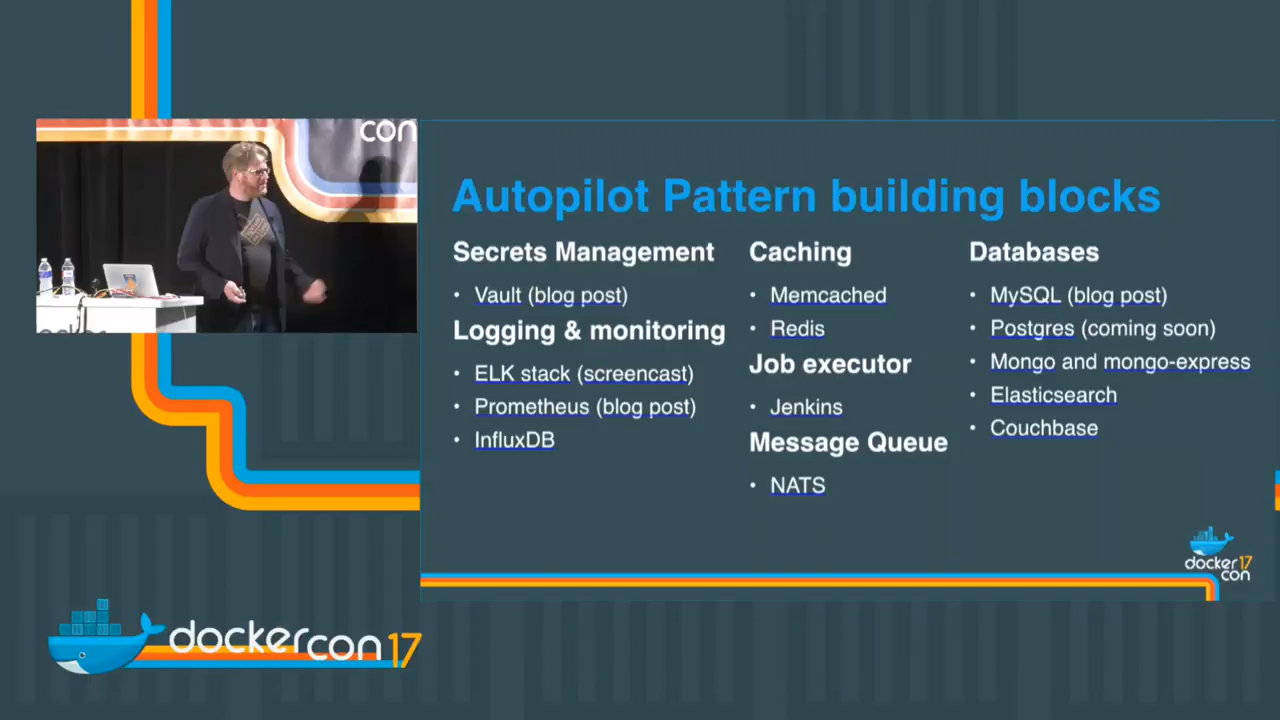 con
Autopilot Pattern building blocks
Secrets Management
• Vault (blog post)
Logging & monitoring
• ELK stack (screencast)
• Prometheus (blog post)
• InfluxDB
Caching
• Memcached
• Redis
Job executor
• Jenkins
Message Queue
• NATS
Databases
• MySQL (blog post)
• Postgres (coming soon)
• Mongo and mongo-express
• Elasticsearch
• Couchbase
docker 17
con
dockercon 17